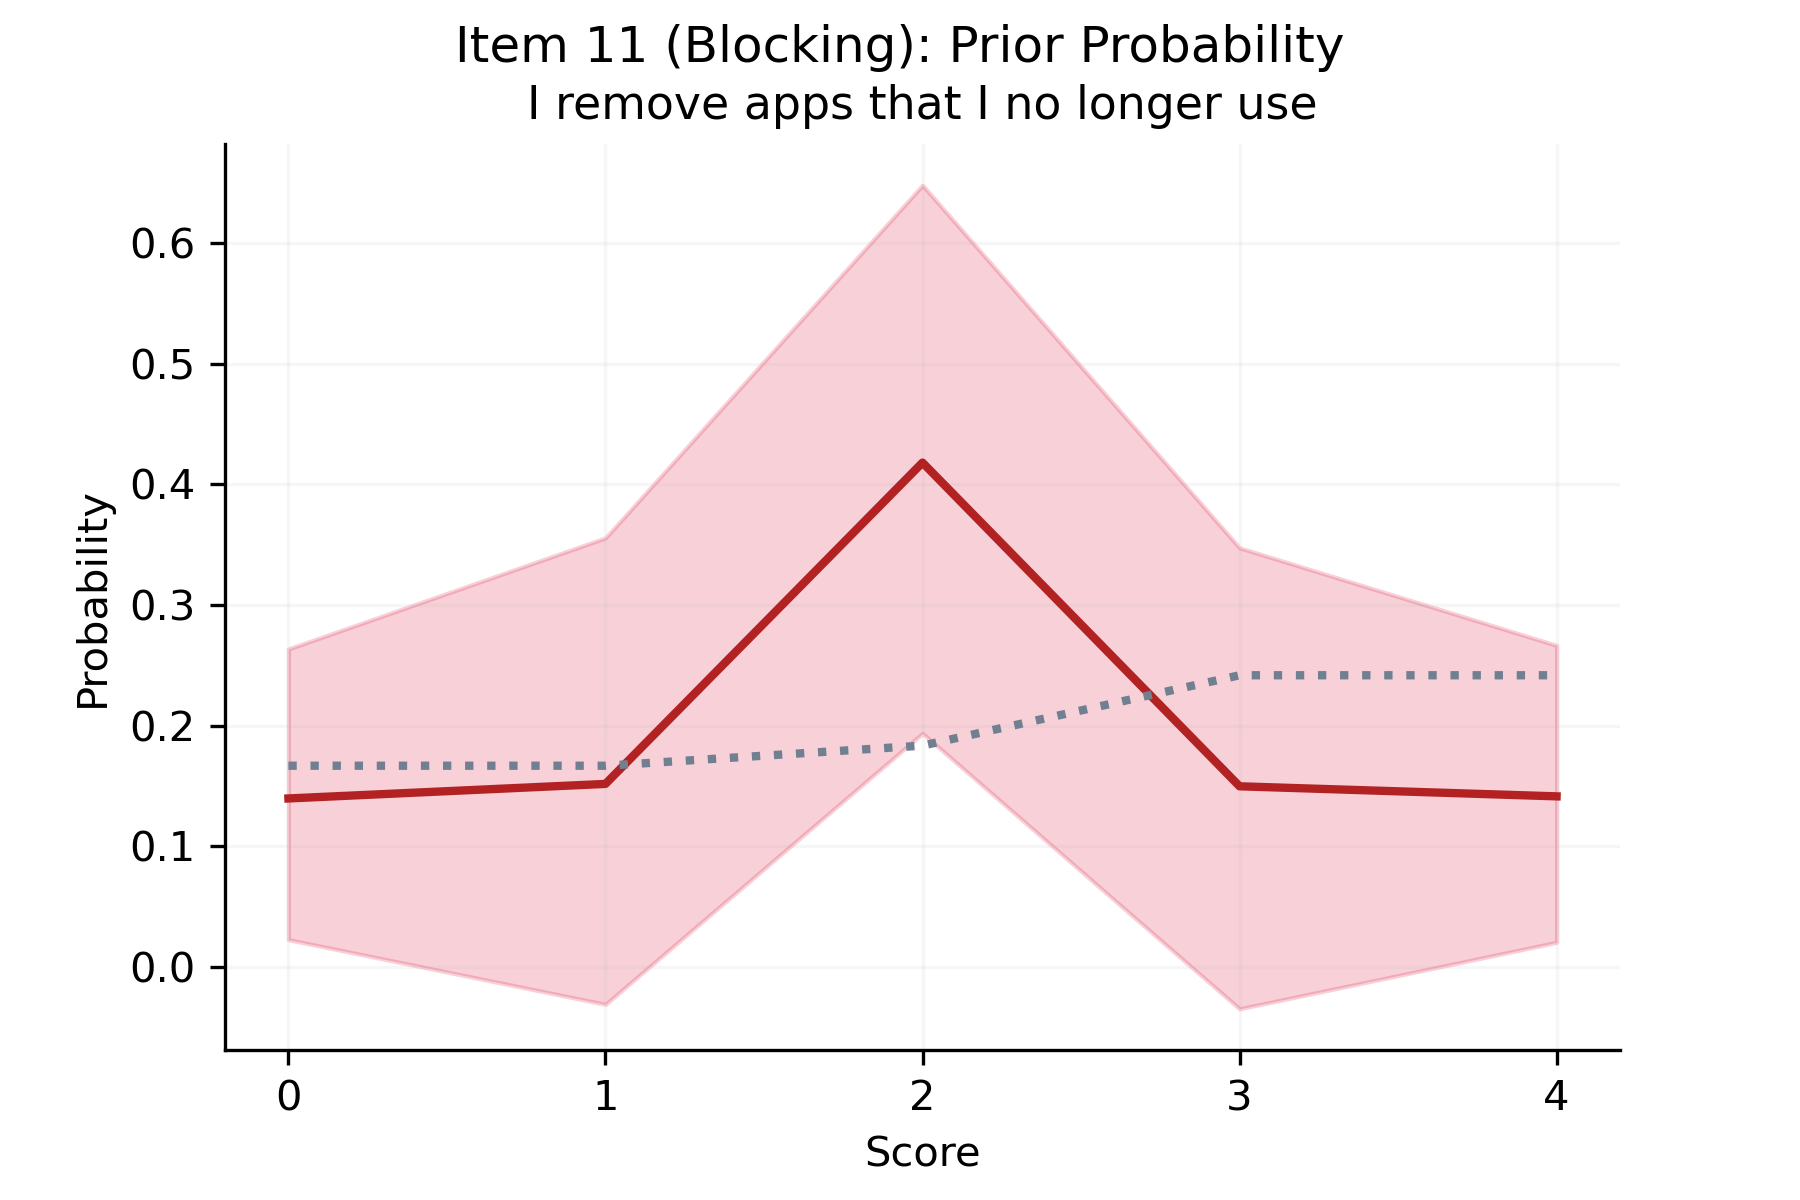 Item 11 (Blocking): Prior Probability
I remove apps that I no longer use
Probability
0.6
0.5
0.4
0.3
0.2
0.1
0.0
0 1 2 3 4
Score